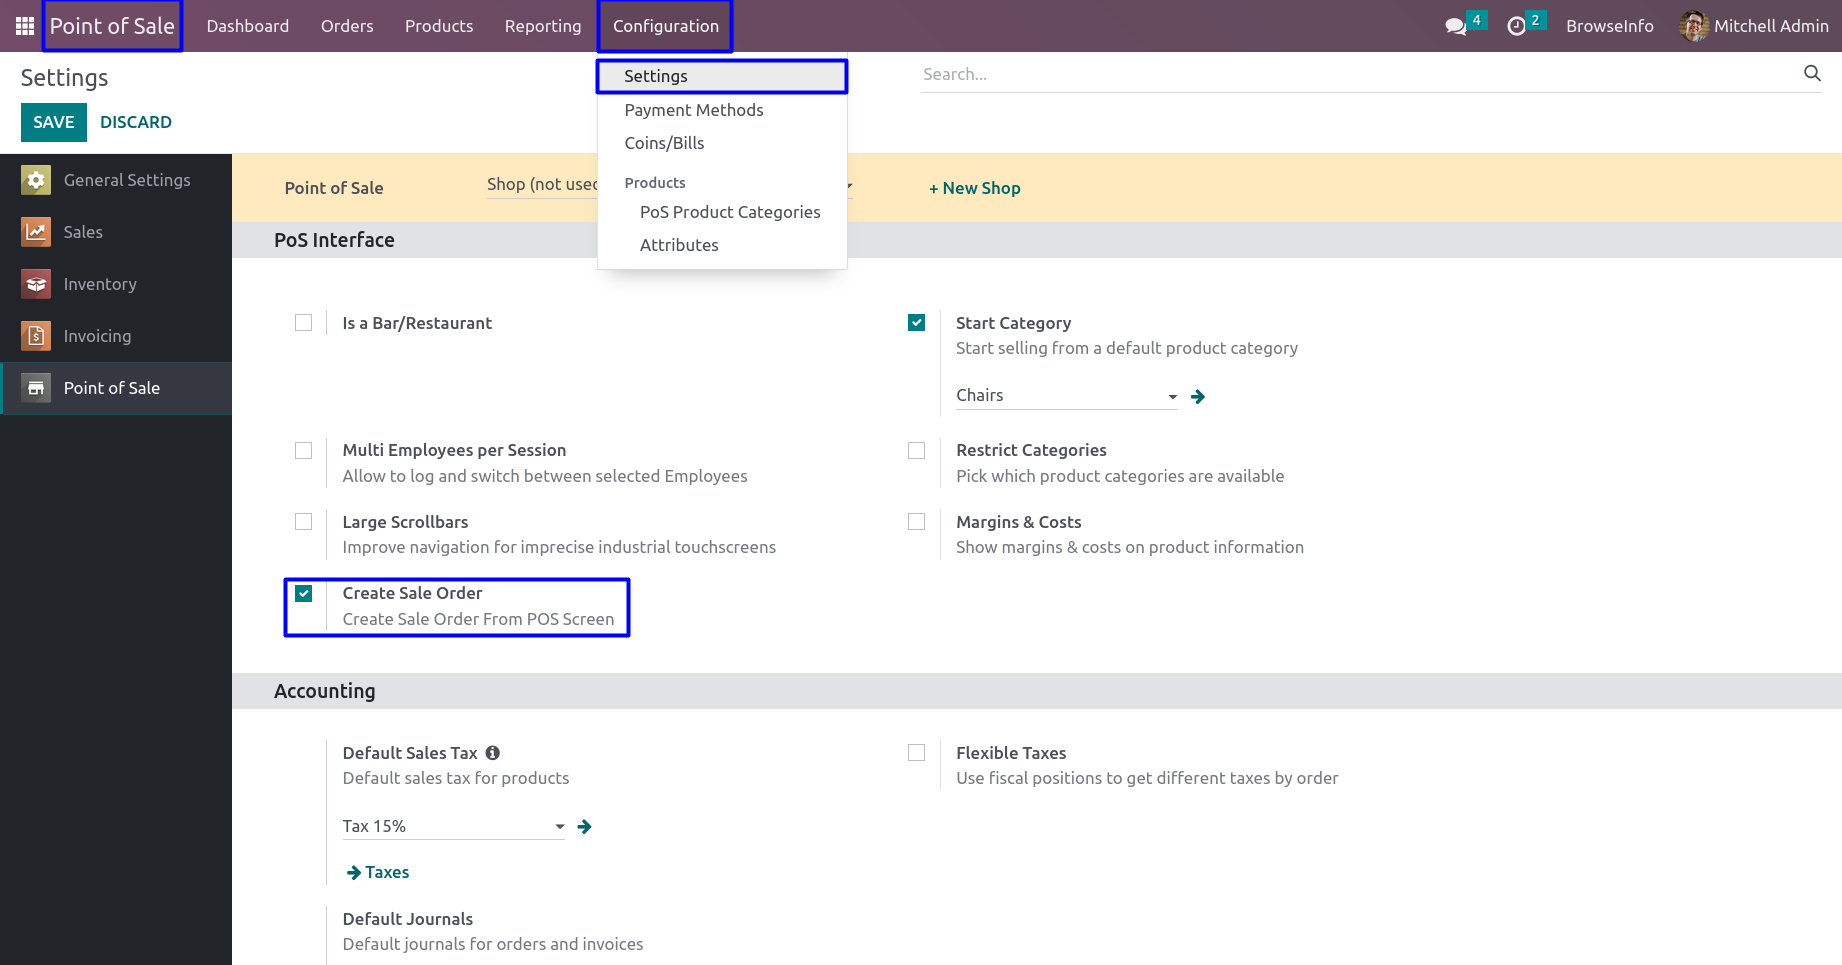 Point of Sale Dashboard Orders Products Reporting Configuration 4 2 BrowseInfo Mitchell Admin
Settings
Search...
SAVE DISCARD
Settings
Payment Methods
Coins/Bills
Products
PoS Product Categories
Attributes
General Settings
Sales
Inventory
Invoicing
Point of Sale
Point of Sale Shop (not used + New Shop
PoS Interface
Is a Bar/Restaurant
Start Category
Start selling from a default product category
Chairs
Multi Employees per Session
Allow to log and switch between selected Employees
Restrict Categories
Pick which product categories are available
Large Scrollbars
Improve navigation for imprecise industrial touchscreens
Margins & Costs
Show margins & costs on product information
Create Sale Order
Create Sale Order From POS Screen
Accounting
Default Sales Tax
Default sales tax for products
Tax 15%
Taxes
Flexible Taxes
Use fiscal positions to get different taxes by order
Default Journals
Default journals for orders and invoices